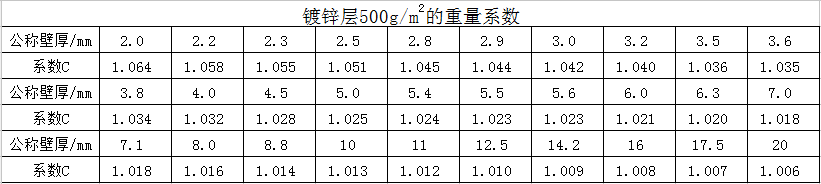 镀锌层500g/m²的重量系数
公称壁厚/mm 2.0 2.2 2.3 2.5 2.8 2.9 3.0 3.2 3.5 3.6
系数C 1.064 1.058 1.055 1.051 1.045 1.044 1.042 1.040 1.036 1.035
公称壁厚/mm 3.8 4.0 4.5 5.0 5.4 5.5 5.6 6.0 6.3 7.0
系数C 1.034 1.032 1.028 1.025 1.024 1.023 1.023 1.021 1.020 1.018
公称壁厚/mm 7.1 8.0 8.8 10 11 12.5 14.2 16 17.5 20
系数C 1.018 1.016 1.014 1.013 1.012 1.010 1.009 1.008 1.007 1.006